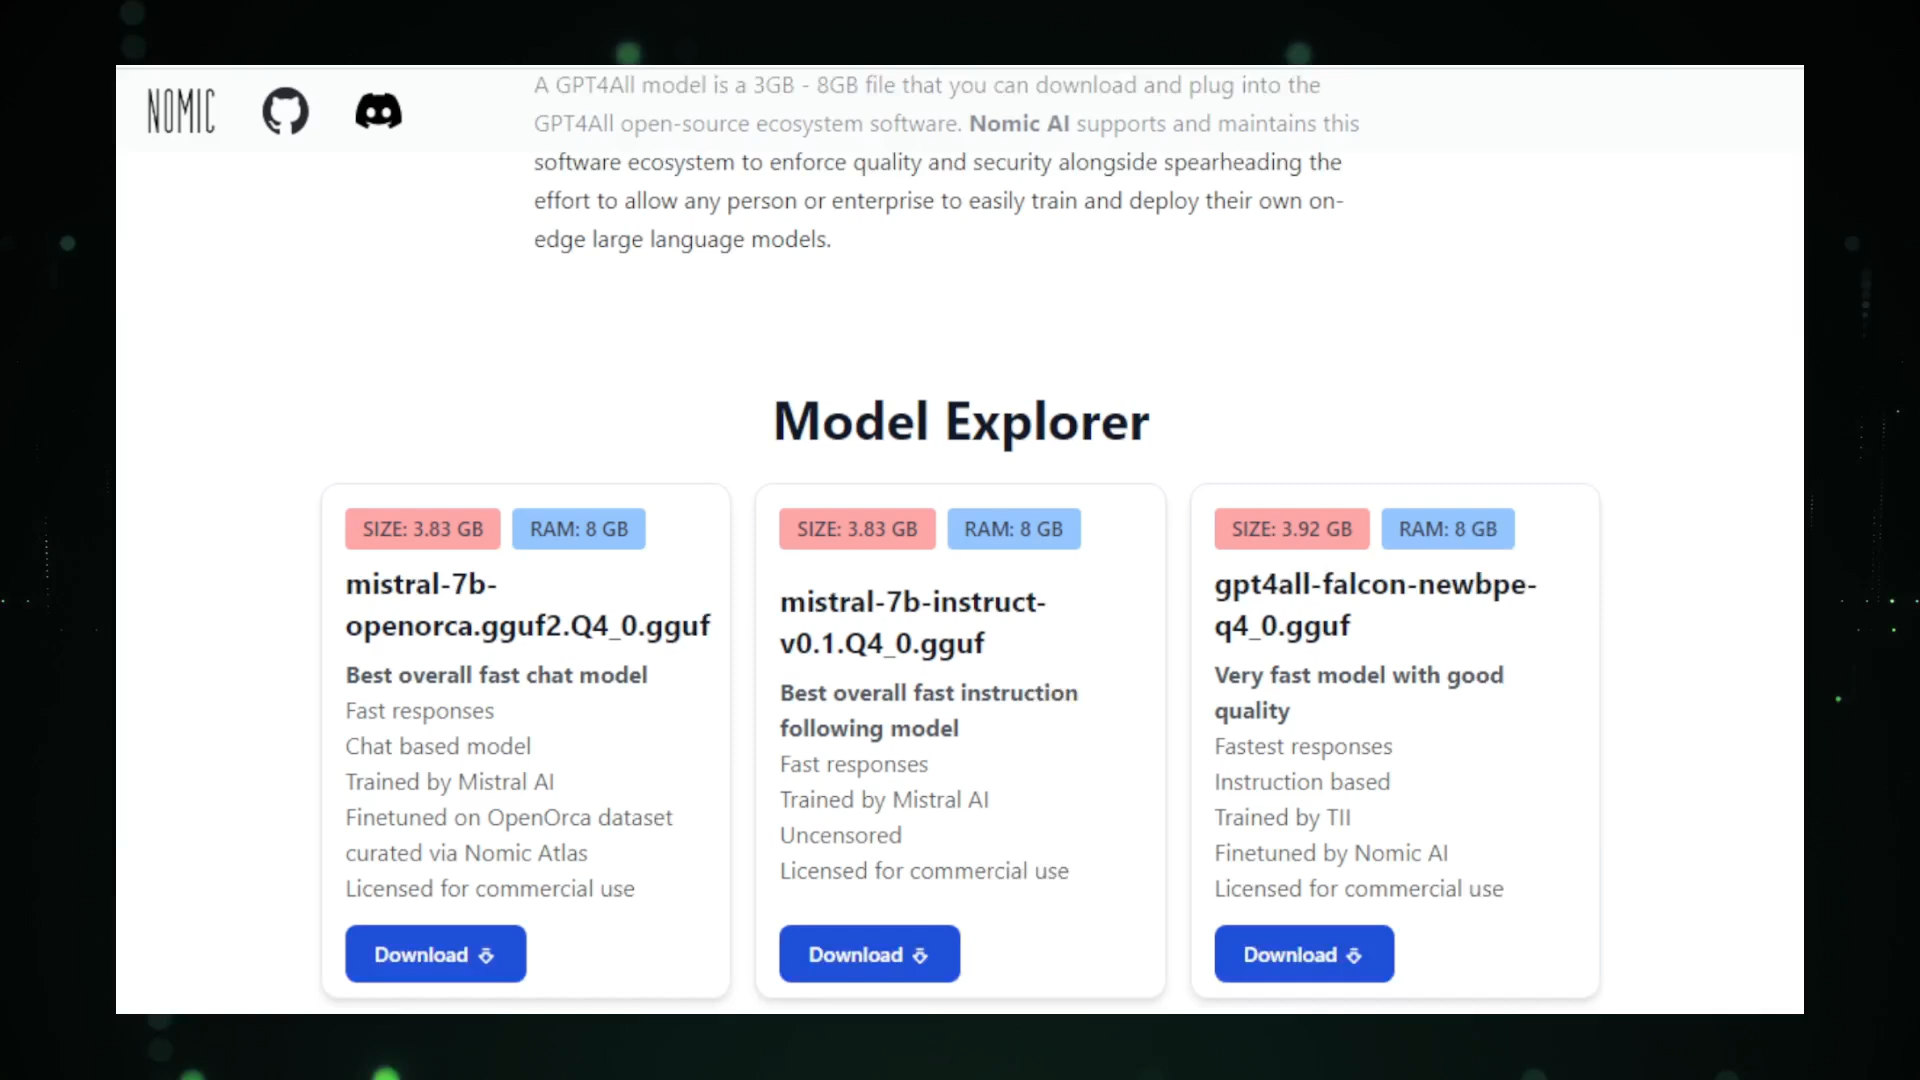 NOMIC
A GPT4All model is a 3GB - 8GB file that you can download and plug into the
GPT4All open-source ecosystem software. Nomic AI supports and maintains this
software ecosystem to enforce quality and security alongside spearheading the
effort to allow any person or enterprise to easily train and deploy their own on-
edge large language models.
Model Explorer
SIZE: 3.83 GB RAM: 8 GB
mistral-7b-
openorca.gguf2.Q4_0.gguf
Best overall fast chat model
Fast responses
Chat based model
Trained by Mistral AI
Finetuned on OpenOrca dataset
curated via Nomic Atlas
Licensed for commercial use
Download
SIZE: 3.83 GB RAM: 8 GB
mistral-7b-instruct-
v0.1.Q4_0.gguf
Best overall fast instruction
following model
Fast responses
Trained by Mistral AI
Uncensored
Licensed for commercial use
Download
SIZE: 3.92 GB RAM: 8 GB
gpt4all-falcon-newbpe-
q4_0.gguf
Very fast model with good
quality
Fastest responses
Instruction based
Trained by TII
Finetuned by Nomic AI
Licensed for commercial use
Download